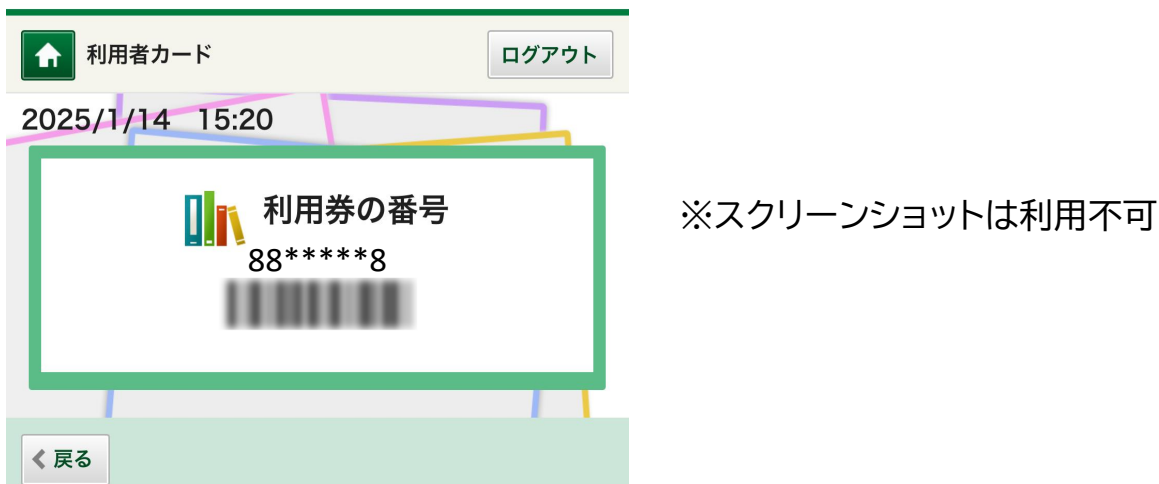 利用者カード
ログアウト
2025/1/14 15:20
利用券の番号
88*****8
※スクリーンショットは利用不可
戻る